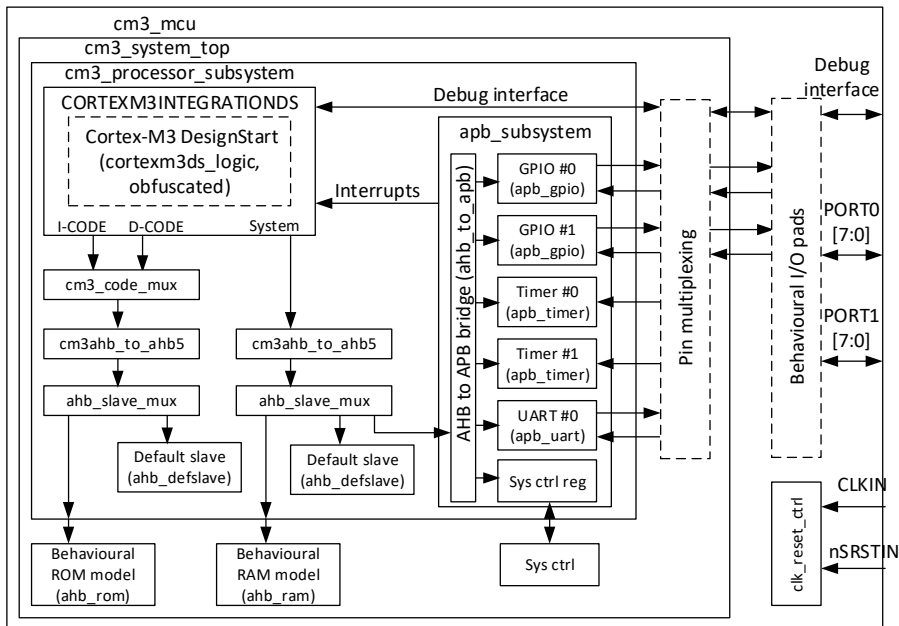 cm3_mcu
cm3_system_top
cm3_processor_subsystem
CORTEXM3INTEGRATIONDS
Cortex-M3 DesignStart
(cortexm3ds_logic,
obfuscated)
I-CODE
D-CODE
System
cm3_code_mux
cm3ahb_to_ahb5
cm3ahb_to_ahb5
ahb_slave_mux
ahb_slave_mux
Default slave
(ahb_defslave)
Default slave
(ahb_defslave)
Behavioural
ROM model
(ahb_rom)
Behavioural
RAM model
(ahb_ram)
Debug interface
Interrupts
apb_subsystem
AHB to APB bridge (ahb_to_apb)
GPIO #0
(apb_gpio)
GPIO #1
(apb_gpio)
Timer #0
(apb_timer)
Timer #1
(apb_timer)
UART #0
(apb_uart)
Sys ctrl reg
Sys ctrl
Pin multiplexing
Behavioural I/O pads
Debug
interface
PORT0
[7:0]
PORT1
[7:0]
clk_reset_ctrl
CLKIN
nSRSTIN